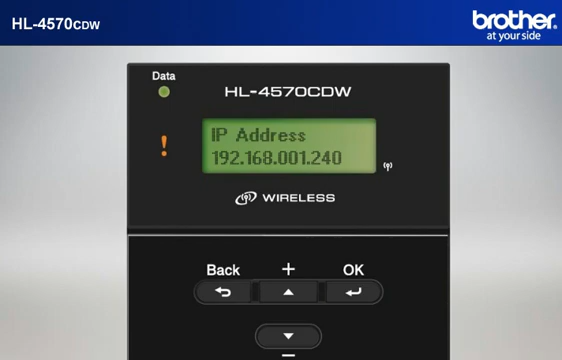 HL-4570CDW
brother
at your side
Data
HL-4570CDW
!
IP Address
192.168.001.240
WIRELESS
Back + OK
−